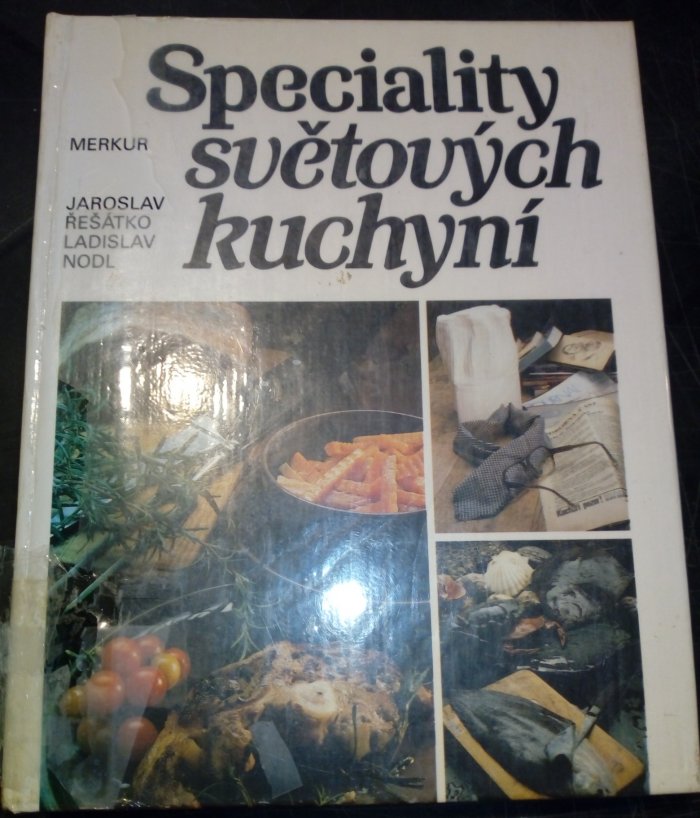 Speciality
světových
kuchyní
MERKUR
JAROSLAV
ŘEŠÁTKO
LADISLAV
NODL